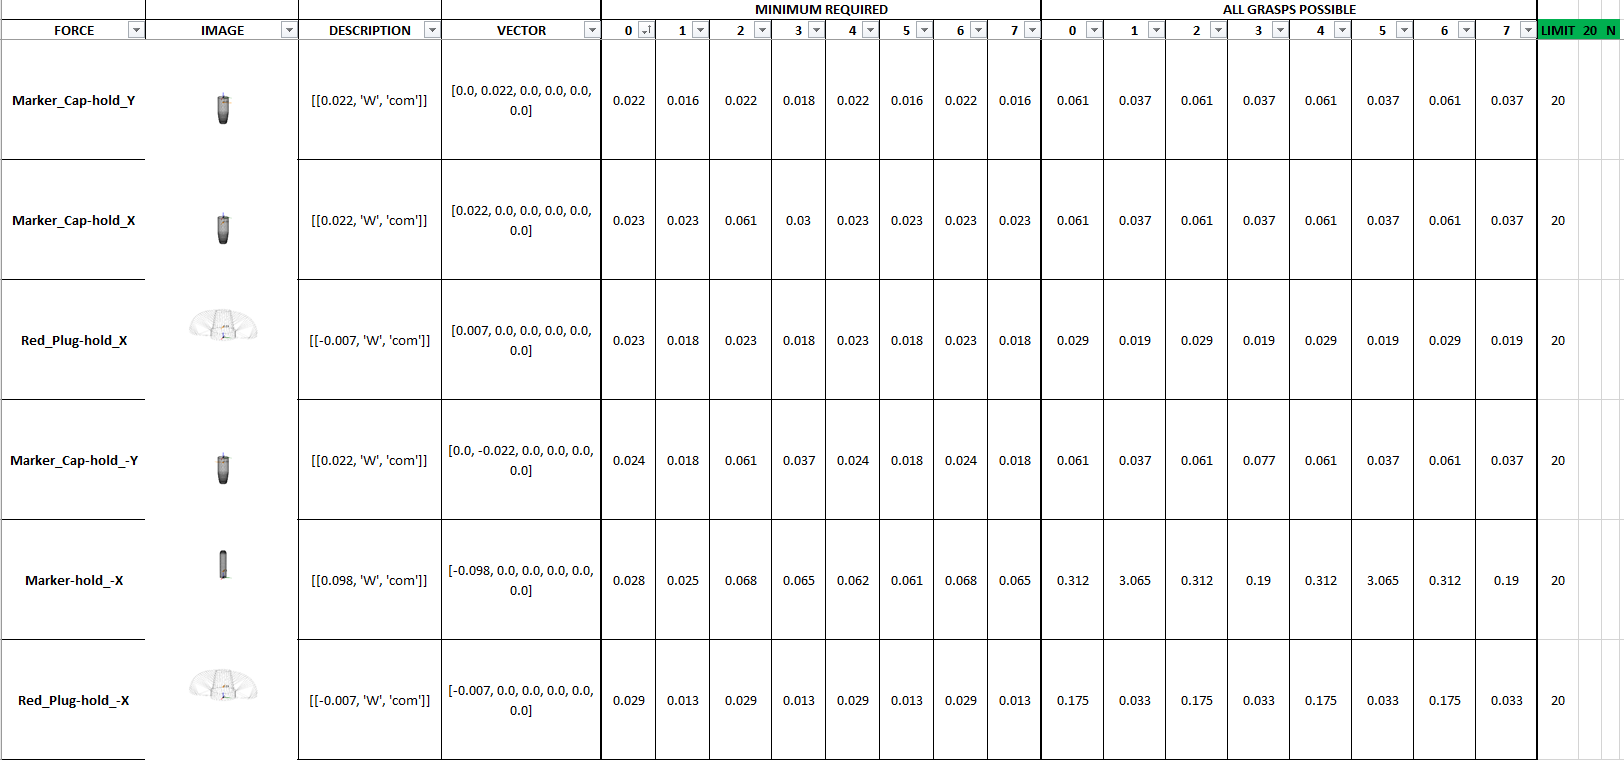 MINIMUM REQUIRED ALL GRASPS POSSIBLE
FORCE IMAGE DESCRIPTION VECTOR 0 1 2 3 4 5 6 7 0 1 2 3 4 5 6 7 LIMIT 20 N
Marker_Cap-hold_Y [[0.022, 'W', 'com']] [0.0, 0.022, 0.0, 0.0, 0.0, 0.0] 0.022 0.016 0.022 0.018 0.022 0.016 0.022 0.016 0.061 0.037 0.061 0.037 0.061 0.037 0.061 0.037 20
Marker_Cap-hold_X [[0.022, 'W', 'com']] [0.022, 0.0, 0.0, 0.0, 0.0, 0.0] 0.023 0.023 0.061 0.03 0.023 0.023 0.023 0.023 0.061 0.037 0.061 0.037 0.061 0.037 0.061 0.037 20
Red_Plug-hold_X [[-0.007, 'W', 'com']] [0.007, 0.0, 0.0, 0.0, 0.0, 0.0] 0.023 0.018 0.023 0.018 0.023 0.018 0.023 0.018 0.029 0.019 0.029 0.019 0.029 0.019 0.029 0.019 20
Marker_Cap-hold_-Y [[0.022, 'W', 'com']] [0.0, -0.022, 0.0, 0.0, 0.0, 0.0] 0.024 0.018 0.061 0.037 0.024 0.018 0.024 0.018 0.061 0.037 0.061 0.077 0.061 0.037 0.061 0.037 20
Marker-hold_-X [[0.098, 'W', 'com']] [-0.098, 0.0, 0.0, 0.0, 0.0, 0.0] 0.028 0.025 0.068 0.065 0.062 0.061 0.068 0.065 0.312 3.065 0.312 0.19 0.312 3.065 0.312 0.19 20
Red_Plug-hold_-X [[-0.007, 'W', 'com']] [-0.007, 0.0, 0.0, 0.0, 0.0, 0.0] 0.029 0.013 0.029 0.013 0.029 0.013 0.029 0.013 0.175 0.033 0.175 0.033 0.175 0.033 0.175 0.033 20